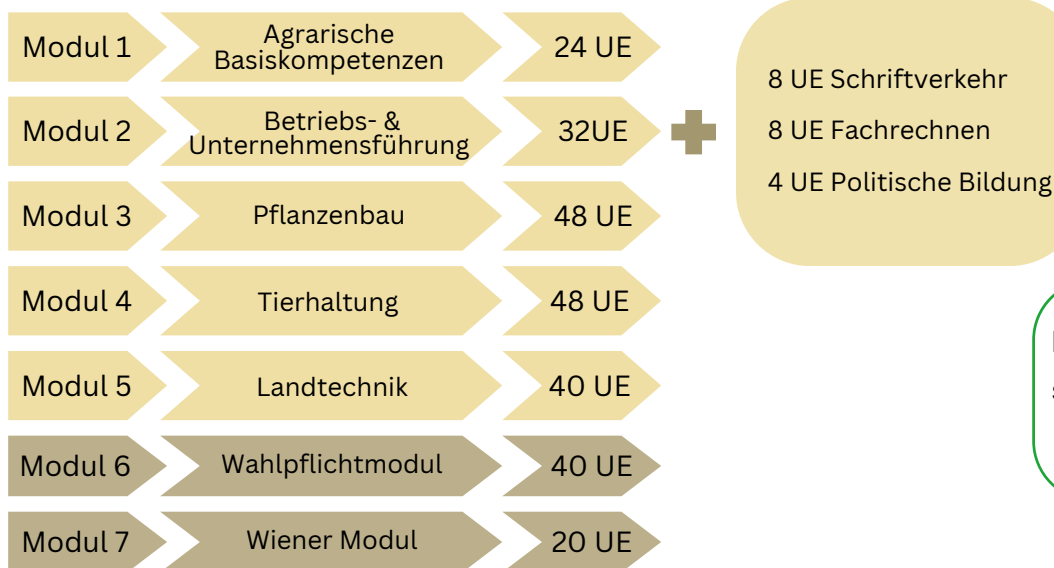 Modul 1
Agrarische
Basiskompetenzen
24 UE
Modul 2
Betriebs- &
Unternehmensführung
32UE
Modul 3
Pflanzenbau
48 UE
Modul 4
Tierhaltung
48 UE
Modul 5
Landtechnik
40 UE
Modul 6
Wahlpflichtmodul
40 UE
Modul 7
Wiener Modul
20 UE
8 UE Schriftverkehr
8 UE Fachrechnen
4 UE Politische Bildung